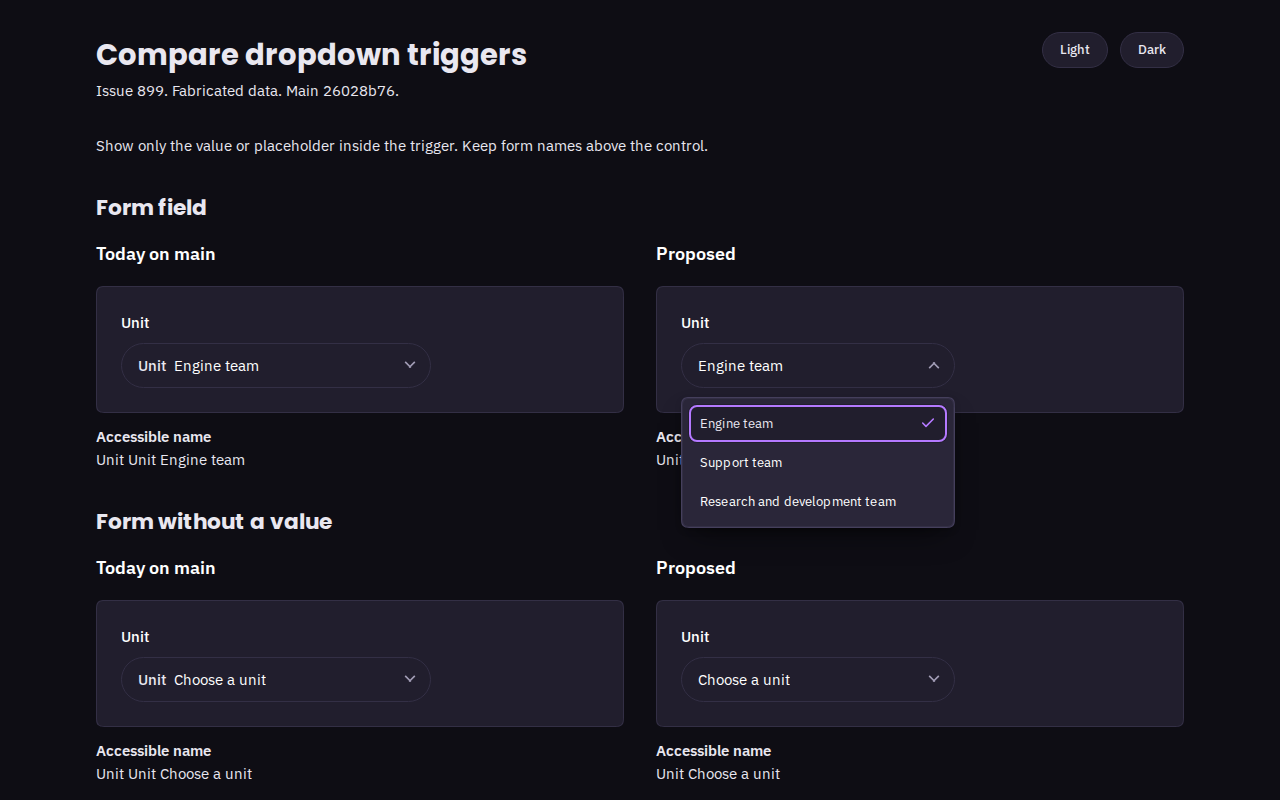 Compare dropdown triggers
Light
Dark
Issue 899. Fabricated data. Main 26028b76.
Show only the value or placeholder inside the trigger. Keep form names above the control.
Form field
Today on main
Proposed
Unit
Unit Engine team
Accessible name
Unit Unit Engine team
Unit
Engine team
Engine team
Support team
Research and development team
Acc
Unit
Form without a value
Today on main
Proposed
Unit
Unit Choose a unit
Accessible name
Unit Unit Choose a unit
Unit
Choose a unit
Accessible name
Unit Choose a unit